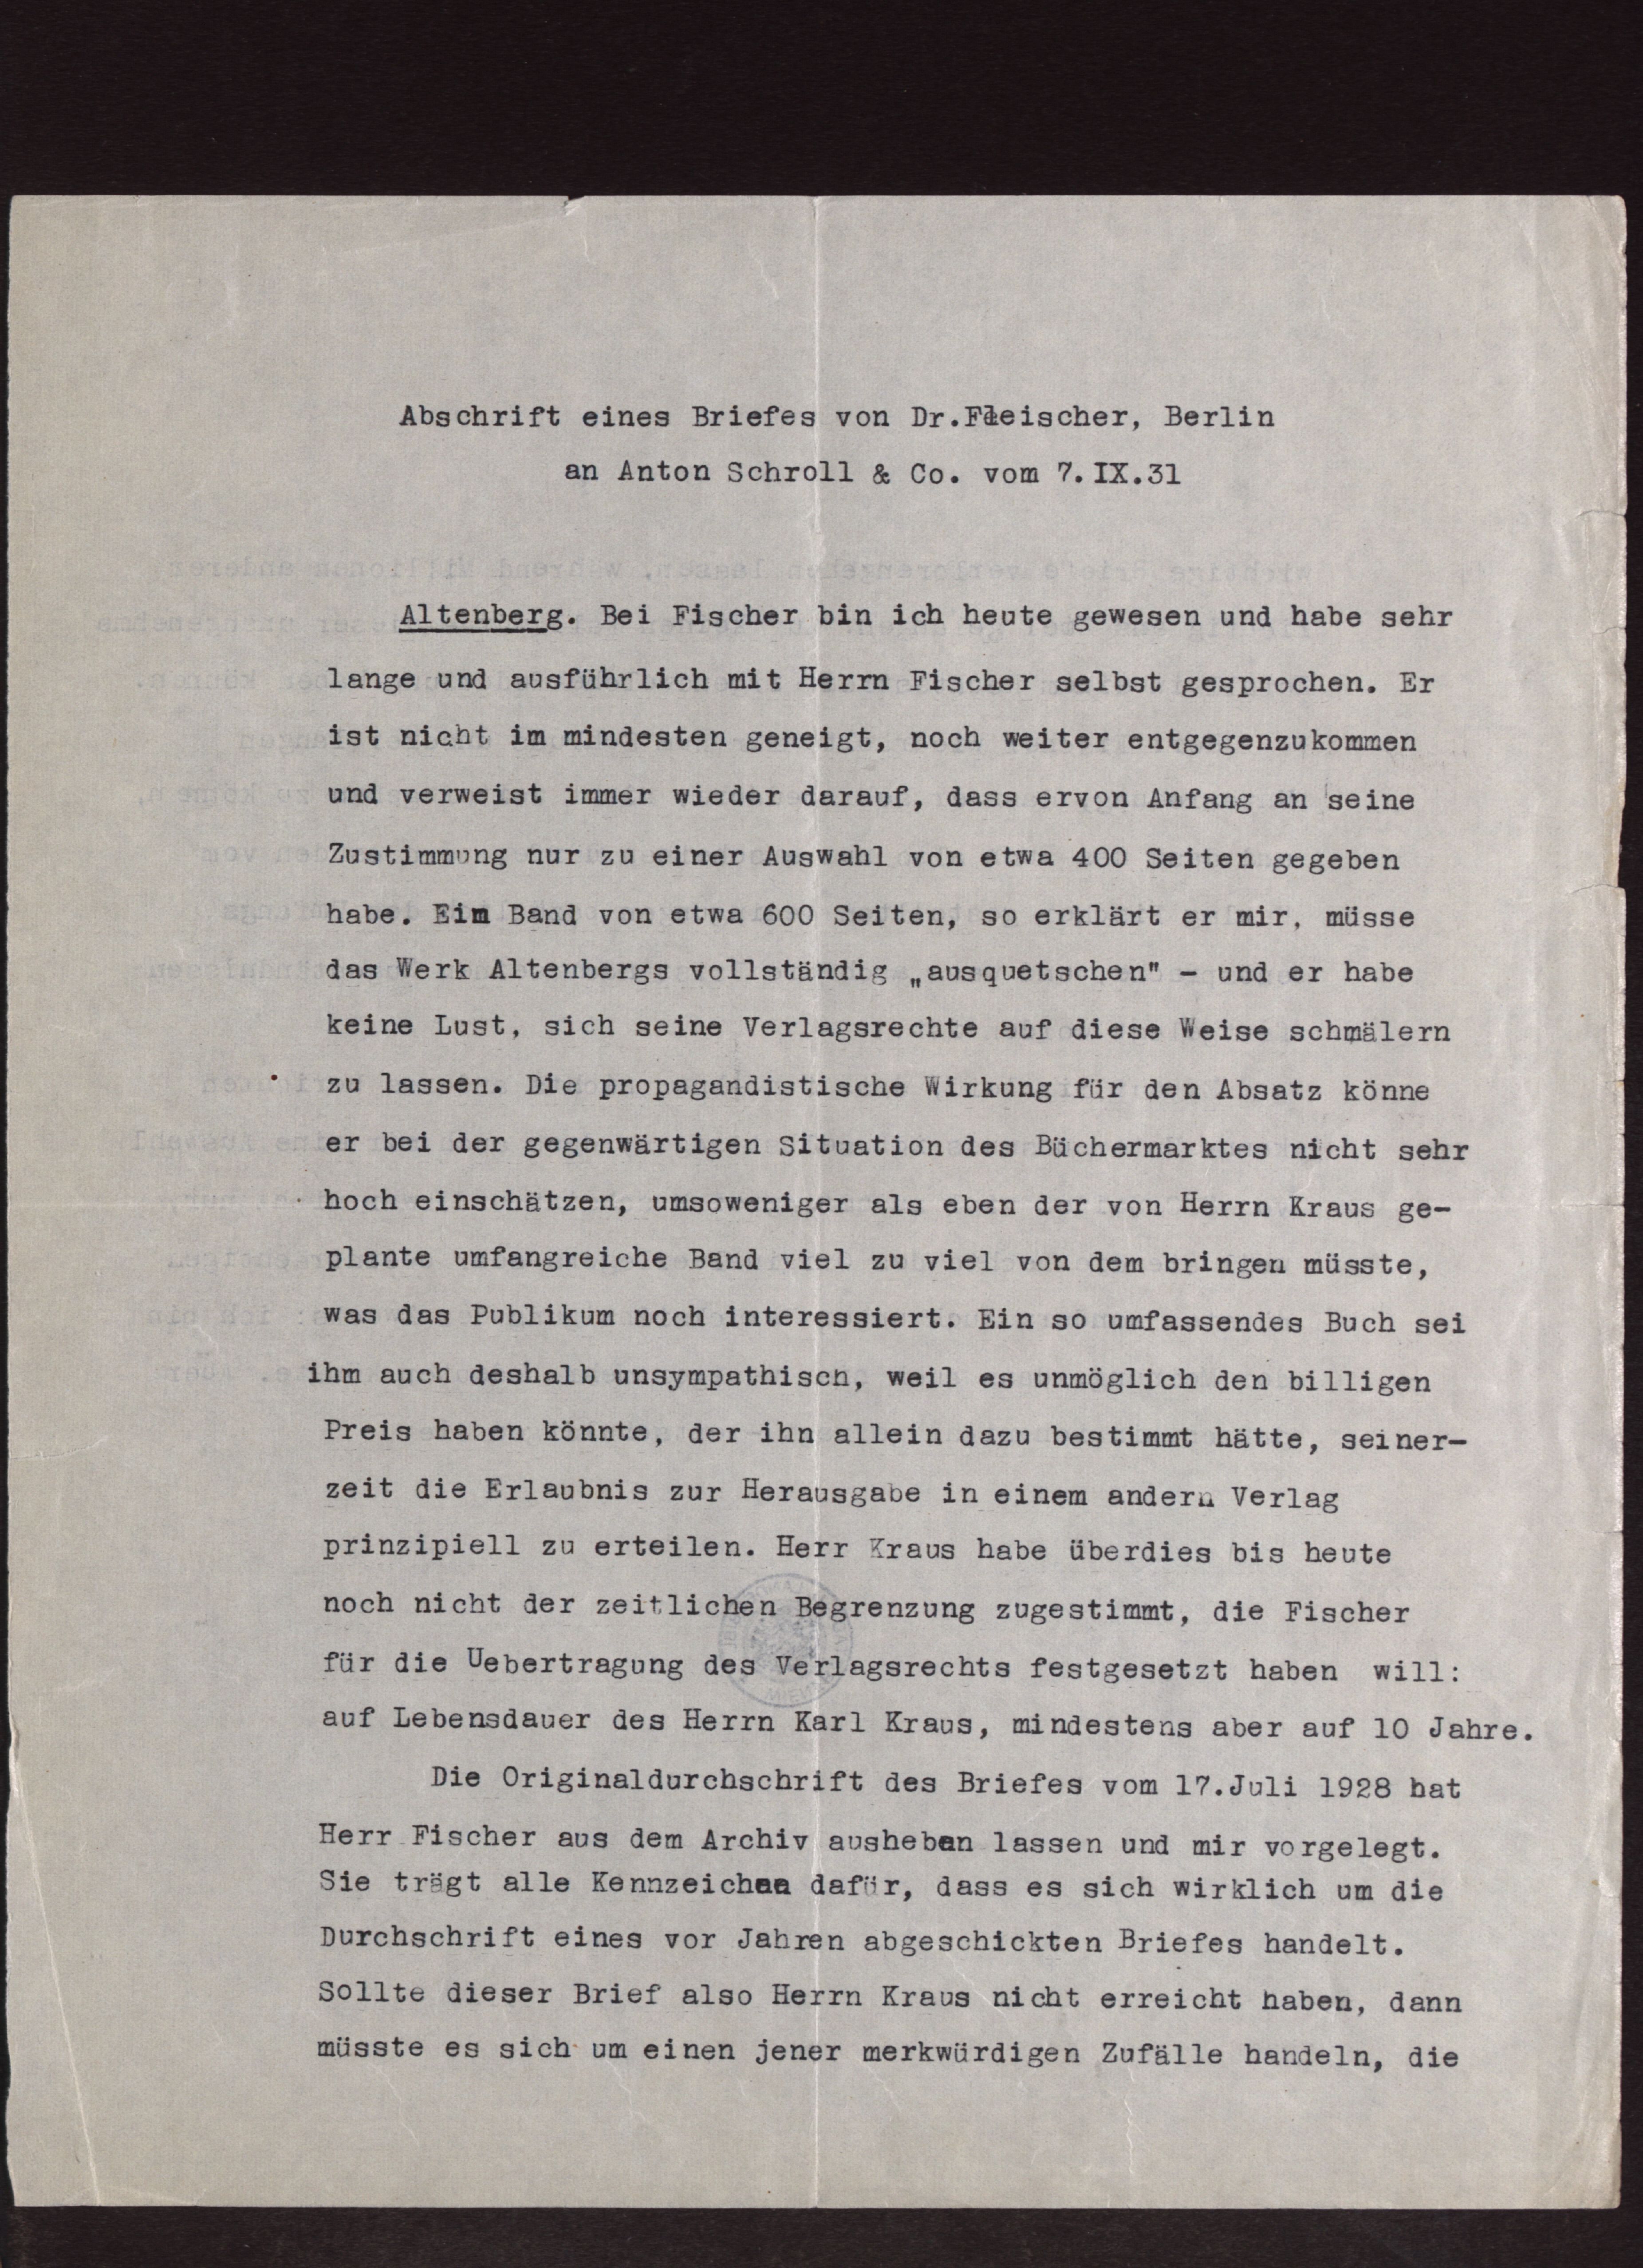 Abschrift eines Briefes von Dr.Fleischer, Berlin
an Anton Schroll & Co. vom 7.IX.31
Altenberg. Bei Fischer bin ich heute gewesen und habe sehr
lange und ausführlich mit Herrn Fischer selbst gesprochen. Er
ist nicht im mindesten geneigt, noch weiter entgegenzukommen
und verweist immer wieder darauf, dass ervon Anfang an seine
Zustimmung nur zu einer Auswahl von etwa 400 Seiten gegeben
habe. Ein Band von etwa 600 Seiten, so erklärt er mir, müsse
das Werk Altenbergs vollständig „ausquetschen" - und er habe
keine Lust, sich seine Verlagsrechte auf diese Weise schmälern
zu lassen. Die propagandistische Wirkung für den Absatz könne
er bei der gegenwärtigen Situation des Büchermarktes nicht sehr
hoch einschätzen, umsoweniger als eben der von Herrn Kraus ge-
plante umfangreiche Band viel zu viel von dem bringen müsste,
was das Publikum noch interessiert. Ein so umfassendes Buch sei
ihm auch deshalb unsympathisch, weil es unmöglich den billigen
Preis haben könnte, der ihn allein dazu bestimmt hätte, seiner-
zeit die Erlaubnis zur Herausgabe in einem andern Verlag
prinzipiell zu erteilen. Herr Kraus habe überdies bis heute
noch nicht der zeitlichen Begrenzung zugestimmt, die Fischer
für die Uebertragung des Verlagsrechts festgesetzt haben will:
auf Lebensdauer des Herrn Karl Kraus, mindestens aber auf 10 Jahre.
Die Originaldurchschrift des Briefes vom 17.Juli 1928 hat
Herr Fischer aus dem Archiv ausheben lassen und mir vorgelegt.
Sie trägt alle Kennzeichen dafür, dass es sich wirklich um die
Durchschrift eines vor Jahren abgeschickten Briefes handelt.
Sollte dieser Brief also Herrn Kraus nicht erreicht haben, dann
müsste es sich um einen jener merkwürdigen Zufälle handeln, die